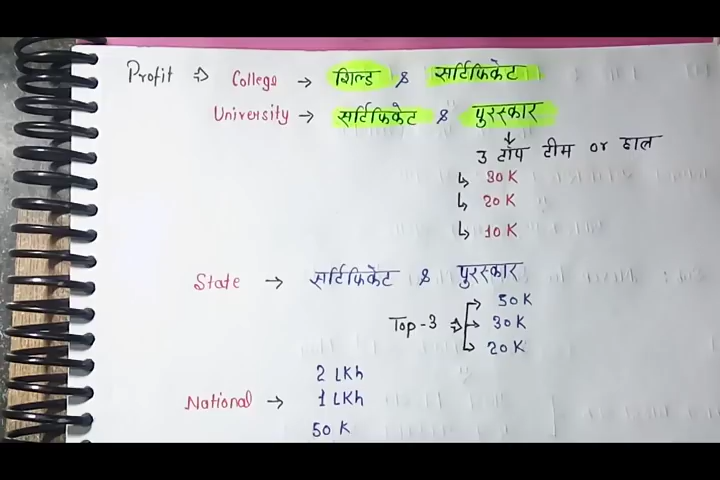 Profit ⇒ College → शिल्ड & सर्टिफिकेट
University → सर्टिफिकेट & पुरस्कार
↓
3 टॉप टीम or ढाल
↳ 30 K
↳ 20 K
↳ 10 K
State → सर्टिफिकेट & पुरस्कार
→ 50 K
Top-3 ⇒ → 30 K
↳ 20 K
2 LKh
National → 1 LKh
50 K